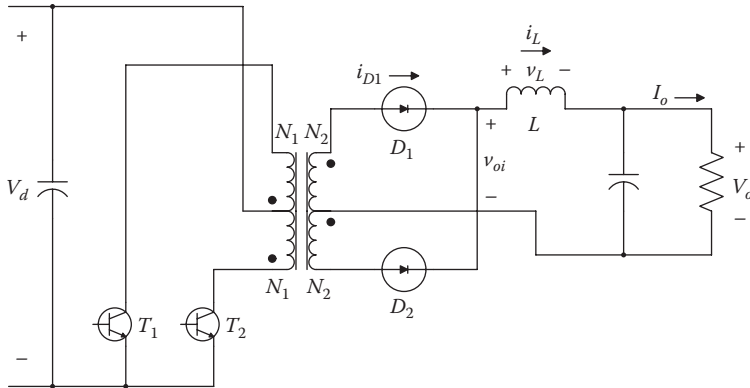 i_L
+ v_L −
i_D1
I_o
+
N_1 N_2
L
D_1
+
+
V_d
v_oi
V_o
−
−
N_1 N_2
T_1
T_2
D_2
−